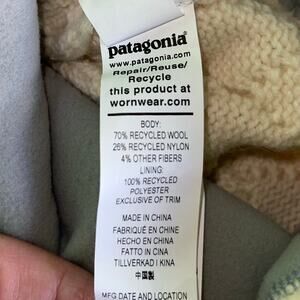 patagonia®
www.patagonia.com
Repair/Reuse/
Recycle
this product at
wornwear.com
BODY:
70% RECYCLED WOOL
26% RECYCLED NYLON
4% OTHER FIBERS
LINING:
100% RECYCLED
POLYESTER
EXCLUSIVE OF TRIM
MADE IN CHINA
FABRIQUÉ EN CHINE
HECHO EN CHINA
FATTO IN CINA
TILLVERKAD I KINA
中国製
MFG DATE AND LOCATION